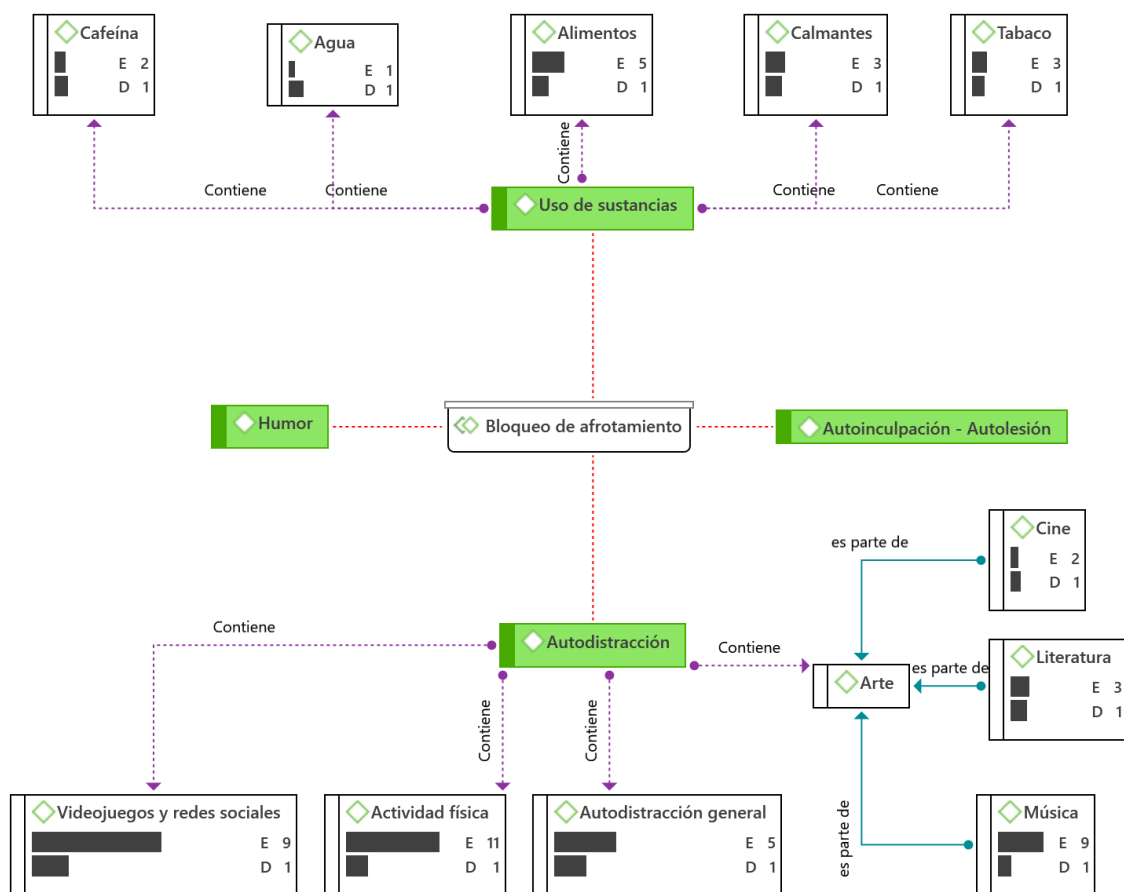 Cafeína
E 2
D 1
Agua
E 1
D 1
Alimentos
E 5
D 1
Calmantes
E 3
D 1
Tabaco
E 3
D 1
Contiene
Contiene
Contiene
Contiene
Contiene
Uso de sustancias
Humor
Bloqueo de afrotamiento
Autoinculpación - Autolesión
Cine
E 2
D 1
es parte de
Contiene
Autodistracción
Contiene
Arte
es parte de
Literatura
E 3
D 1
Contiene
Contiene
es parte de
Videojuegos y redes sociales
E 9
D 1
Actividad física
E 11
D 1
Autodistracción general
E 5
D 1
Música
E 9
D 1